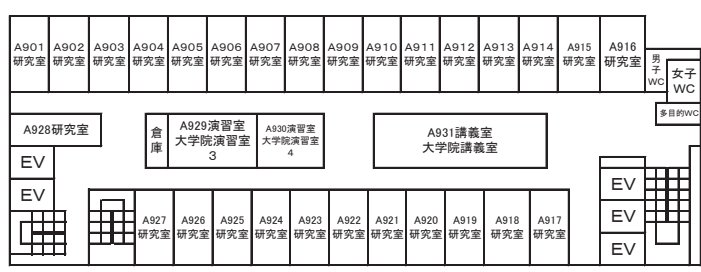 A901 A902 A903 A904 A905 A906 A907 A908 A909 A910 A911 A912 A913 A914 A915 A916
研究室 研究室 研究室 研究室 研究室 研究室 研究室 研究室 研究室 研究室 研究室 研究室 研究室 研究室 研究室 研究室
男子WC
女子
WC
多目的WC
A928研究室
倉庫
A929演習室
大学院演習室
3
A930演習室
大学院演習室
4
A931講義室
大学院講義室
EV
EV
EV
EV
EV
A927 A926 A925 A924 A923 A922 A921 A920 A919 A918 A917
研究室 研究室 研究室 研究室 研究室 研究室 研究室 研究室 研究室 研究室 研究室